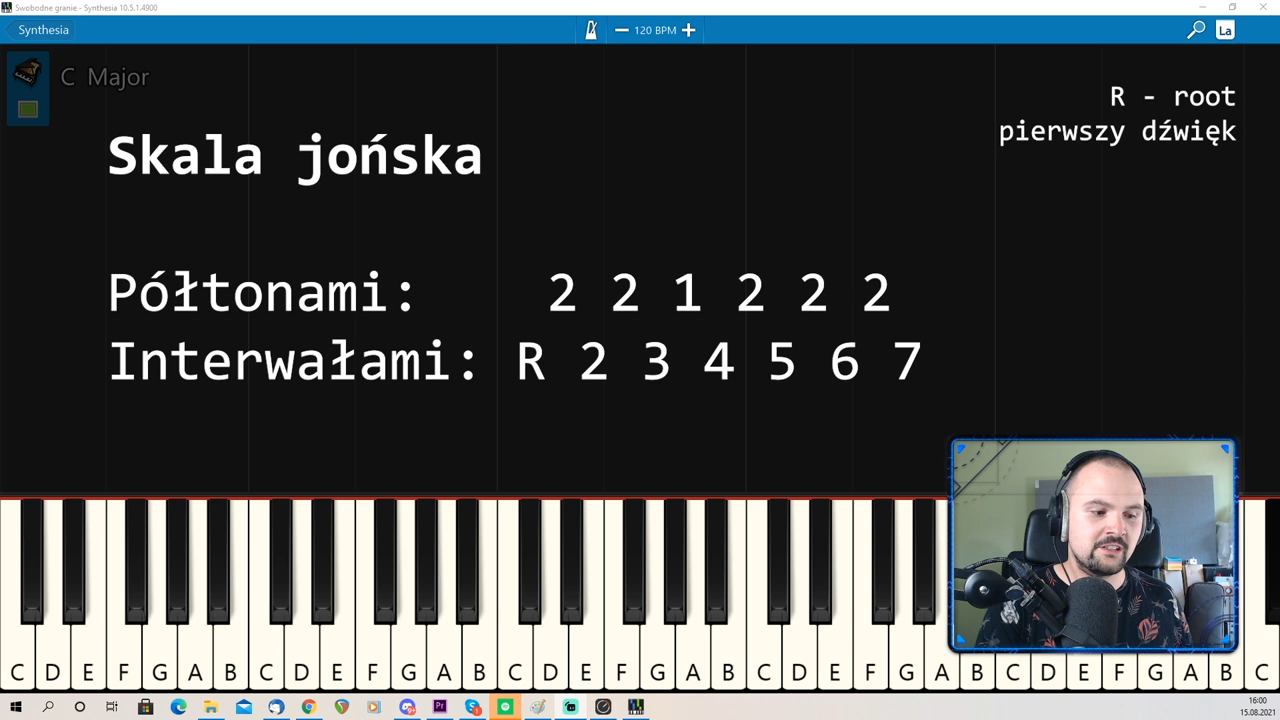 Swobodne granie - Synthesia 10.5.1.4900
Synthesia
120 BPM
La
C Major
R - root
pierwszy dźwięk
Skala jońska
Półtonami: 2 2 1 2 2 2
Interwałami: R 2 3 4 5 6 7
C D E F G A B C D E F G A B C D E F G A B C D E F G A B C D E F G A B C
16:00
15.08.2021